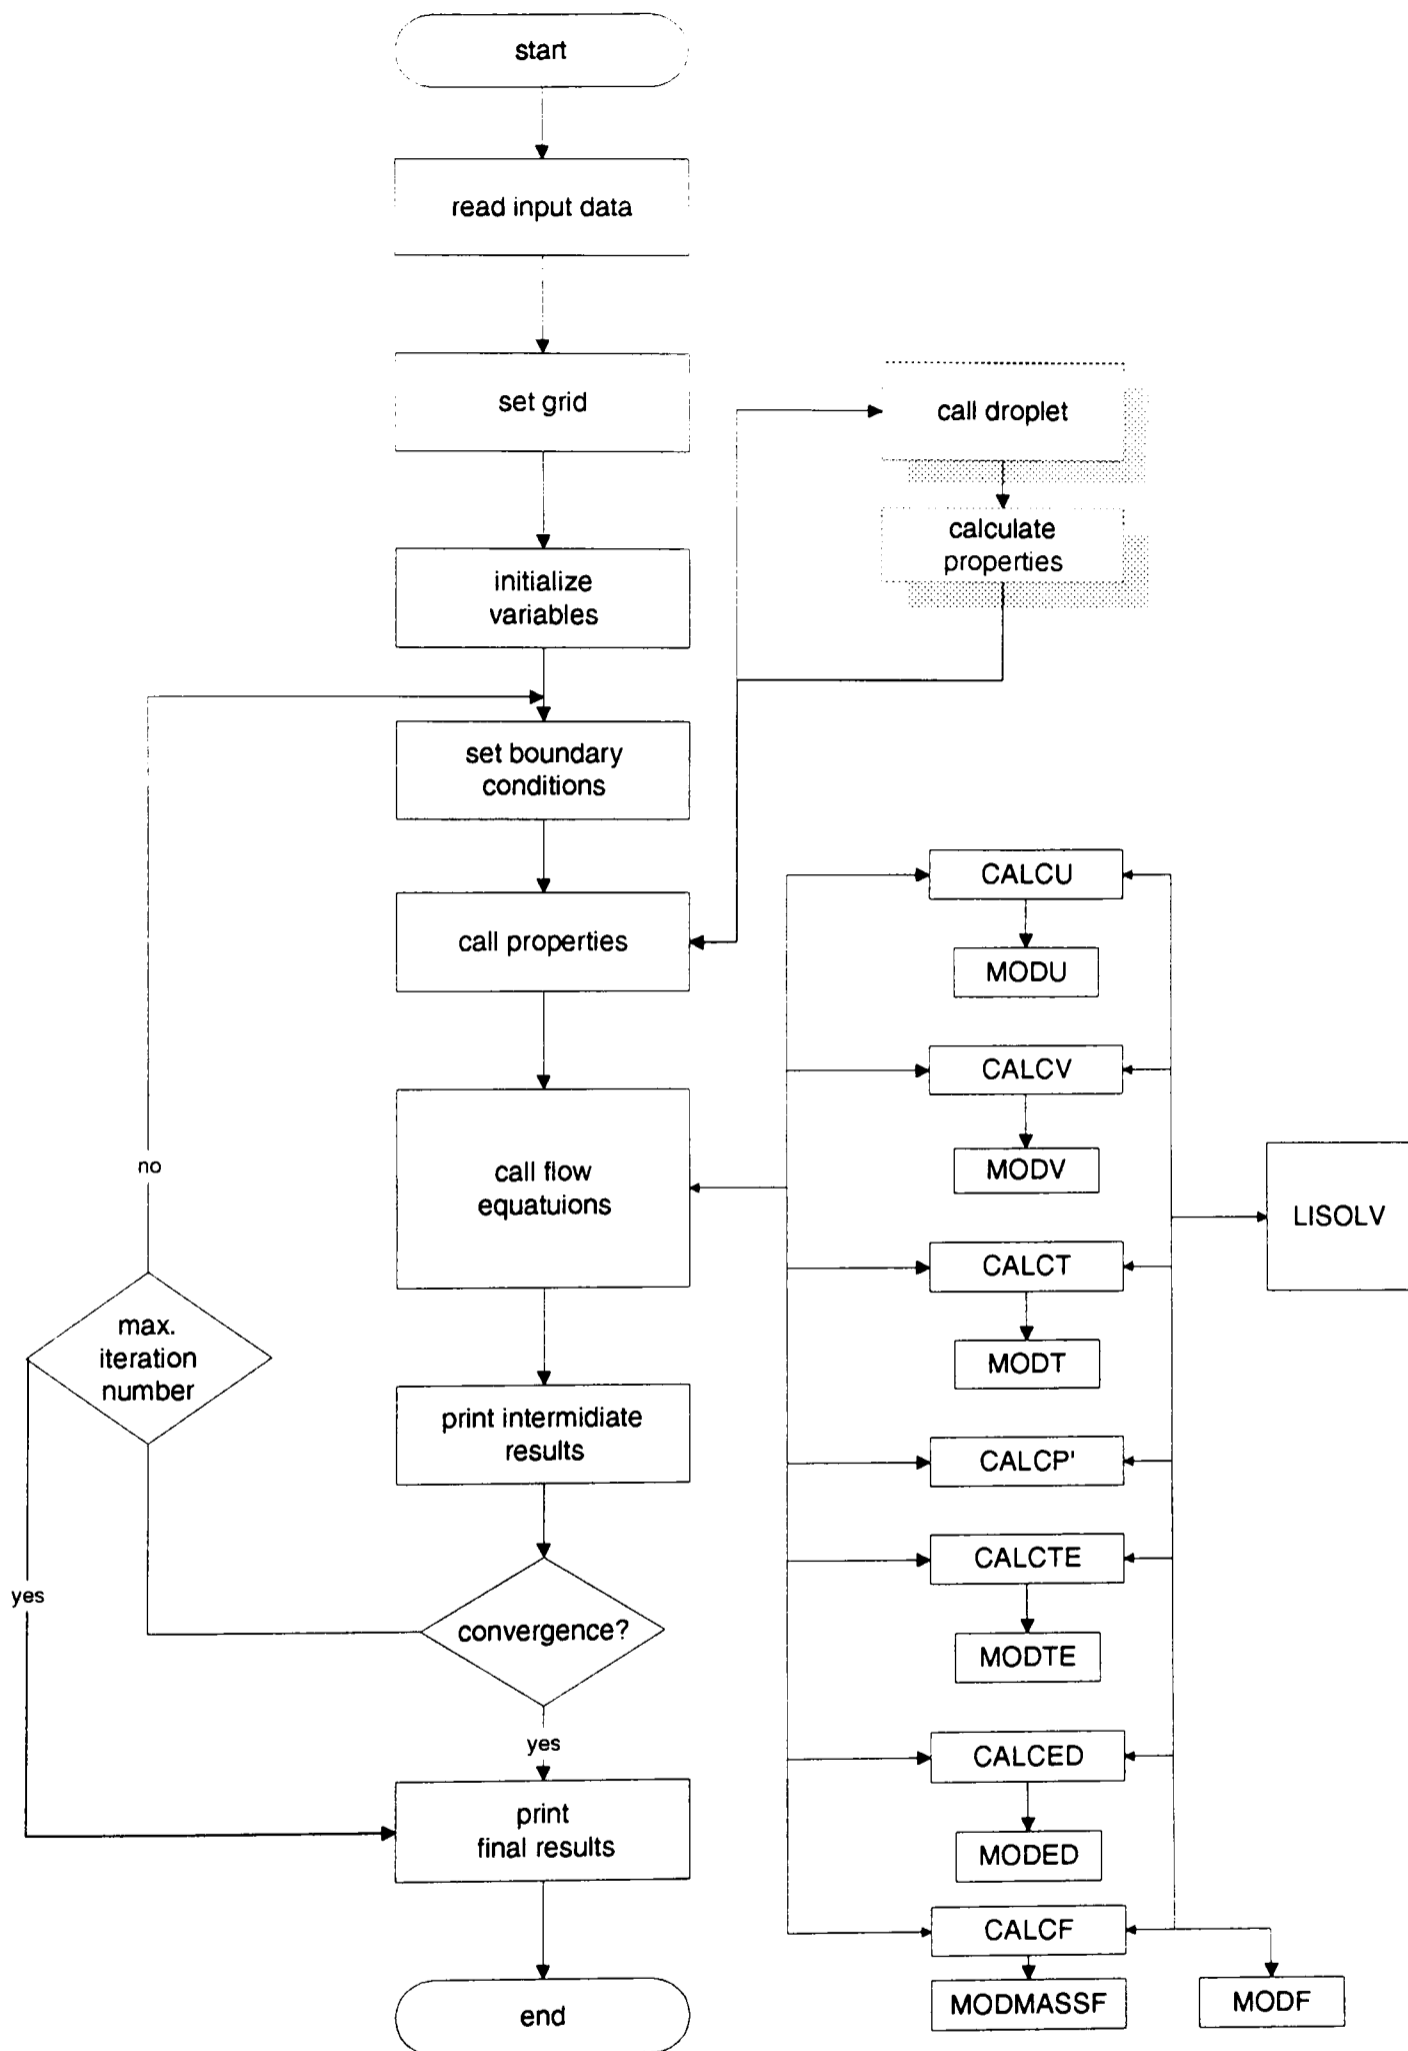 start
read input data
set grid
initialize
variables
set boundary
conditions
call properties
call flow
equatuions
print intermidiate
results
convergence?
yes
print
final results
end
no
max.
iteration
number
yes
call droplet
calculate
properties
CALCU
MODU
CALCV
MODV
CALCT
MODT
CALCP'
CALCTE
MODTE
CALCED
MODED
CALCF
MODMASSF
MODF
LISOLV